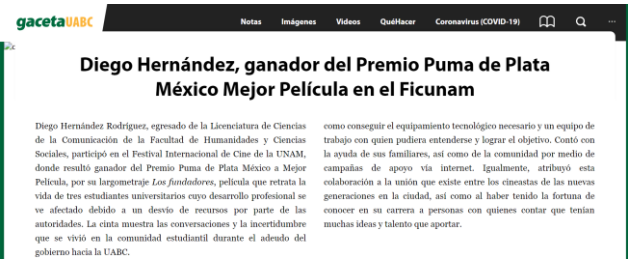 gacetaUABC
Notas Imágenes Videos QuéHacer Coronavirus (COVID-19)
Diego Hernández, ganador del Premio Puma de Plata
México Mejor Película en el Ficunam
Diego Hernández Rodríguez, egresado de la Licenciatura de Ciencias
de la Comunicación de la Facultad de Humanidades y Ciencias
Sociales, participó en el Festival Internacional de Cine de la UNAM,
donde resultó ganador del Premio Puma de Plata México a Mejor
Película, por su largometraje Los fundadores, película que retrata la
vida de tres estudiantes universitarios cuyo desarrollo profesional se
ve afectado debido a un desvío de recursos por parte de las
autoridades. La cinta muestra las conversaciones y la incertidumbre
que se vivió en la comunidad estudiantil durante el adeudo del
gobierno hacia la UABC.
como conseguir el equipamiento tecnológico necesario y un equipo de
trabajo con quien pudiera entenderse y lograr el objetivo. Contó con
la ayuda de sus familiares, así como de la comunidad por medio de
campañas de apoyo vía internet. Igualmente, atribuyó esta
colaboración a la unión que existe entre los cineastas de las nuevas
generaciones en la ciudad, así como al haber tenido la fortuna de
conocer en su carrera a personas con quienes contar que tenían
muchas ideas y talento que aportar.